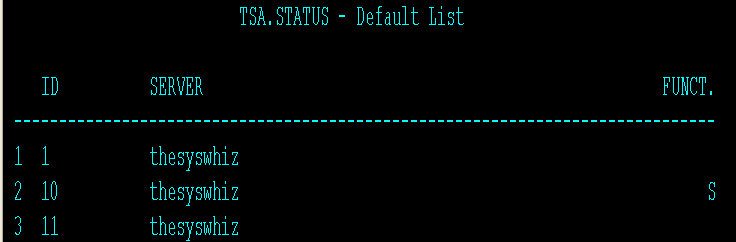 TSA.STATUS - Default List
ID SERVER FUNCT.
--------------------------------------------------------------------------------
1 1 thesyswhiz
2 10 thesyswhiz S
3 11 thesyswhiz